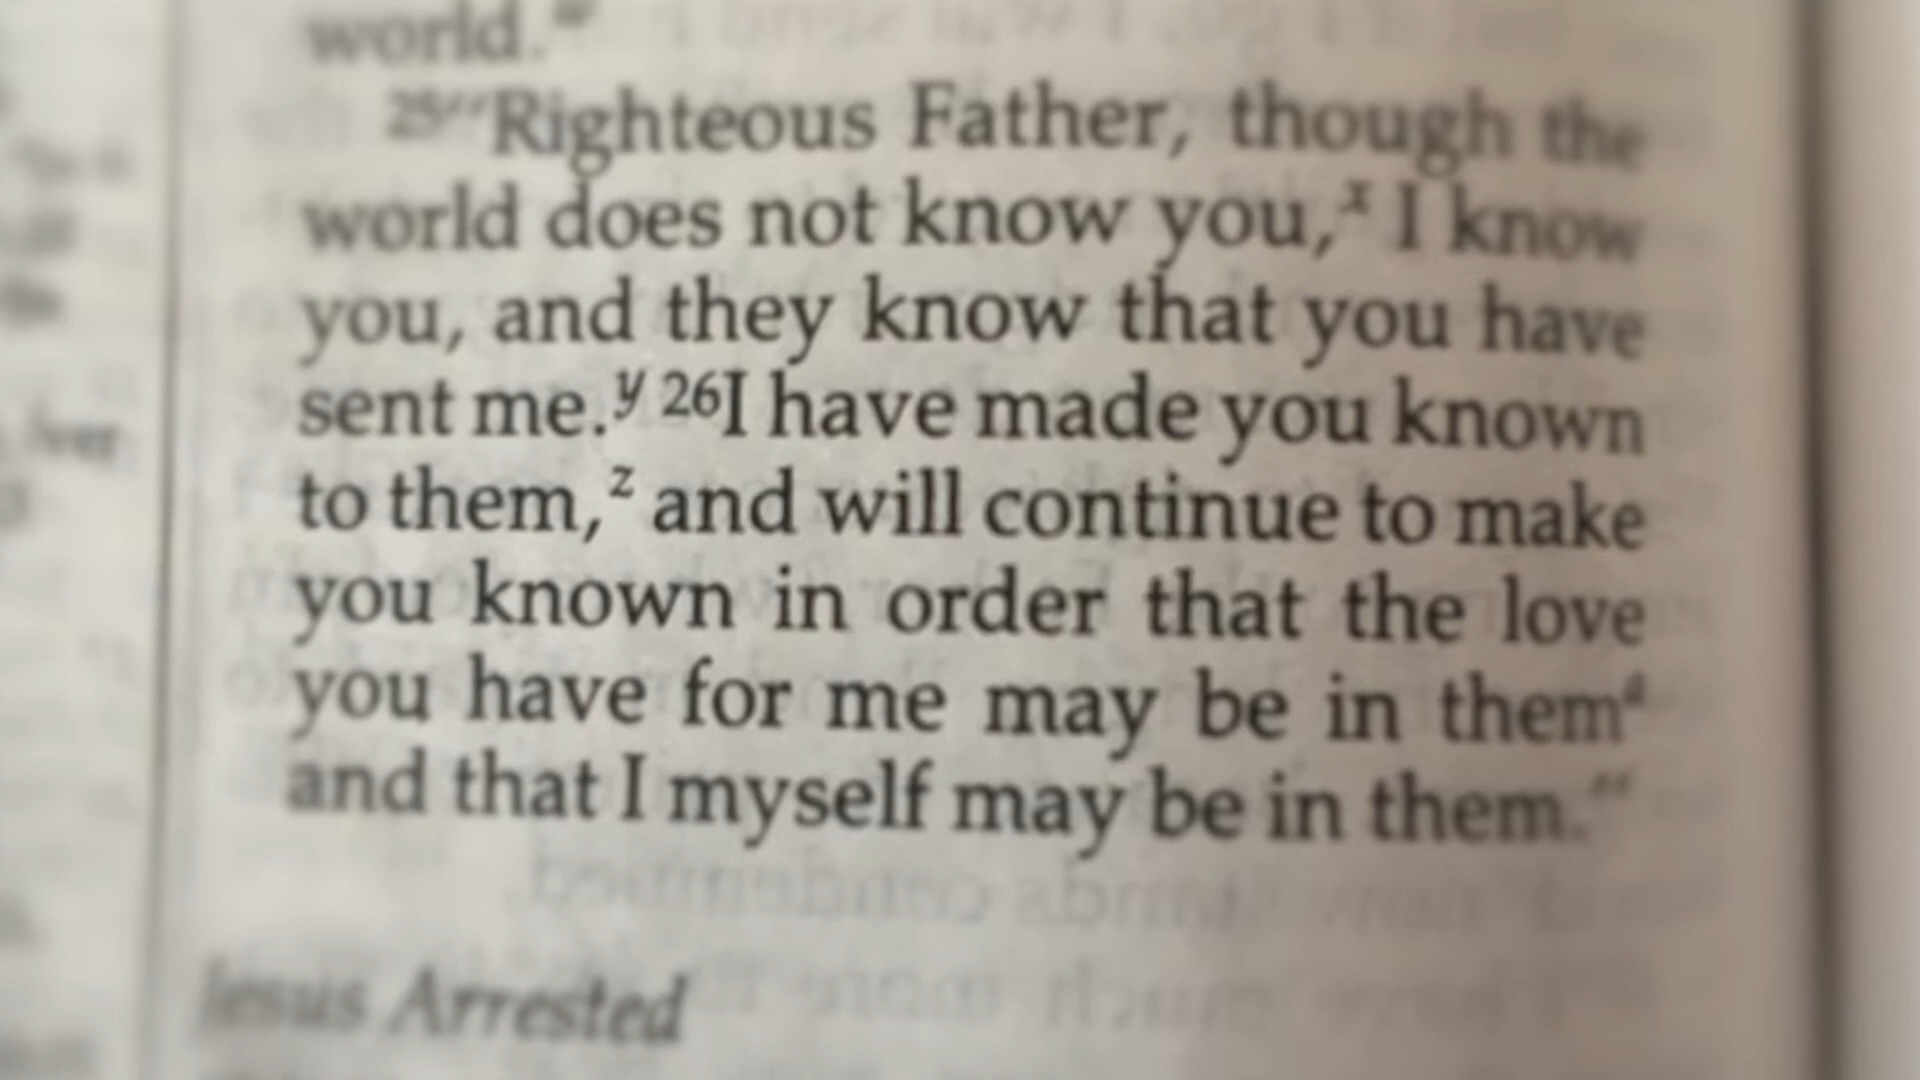 world.ʷ
²⁵"Righteous Father, though the
world does not know you,ˣ I know
you, and they know that you have
sent me.ʸ ²⁶I have made you known
to them,ᶻ and will continue to make
you known in order that the love
you have for me may be in themᵃ
and that I myself may be in them."
Jesus Arrested